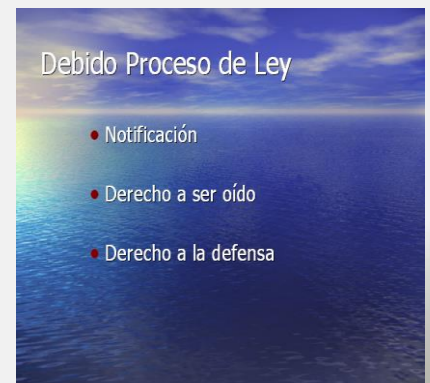 Debido Proceso de Ley
• Notificación
• Derecho a ser oído
• Derecho a la defensa